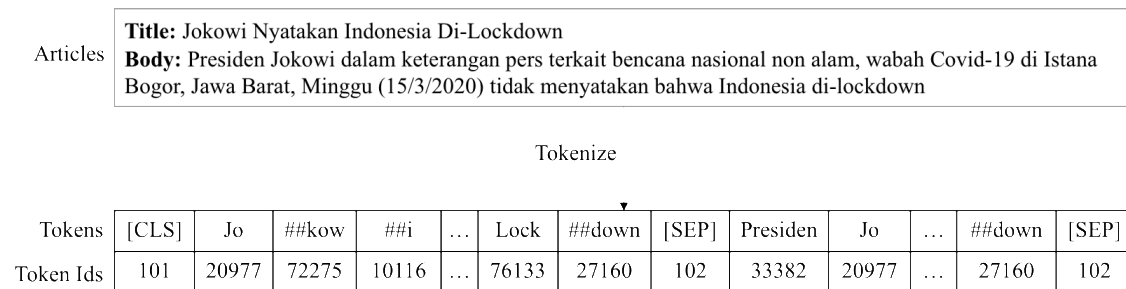 Articles
Title: Jokowi Nyatakan Indonesia Di-Lockdown
Body: Presiden Jokowi dalam keterangan pers terkait bencana nasional non alam, wabah Covid-19 di Istana
Bogor, Jawa Barat, Minggu (15/3/2020) tidak menyatakan bahwa Indonesia di-lockdown
Tokenize
Tokens [CLS] Jo ##kow ##i ... Lock ##down [SEP] Presiden Jo ... ##down [SEP]
Token Ids 101 20977 72275 10116 ... 76133 27160 102 33382 20977 ... 27160 102